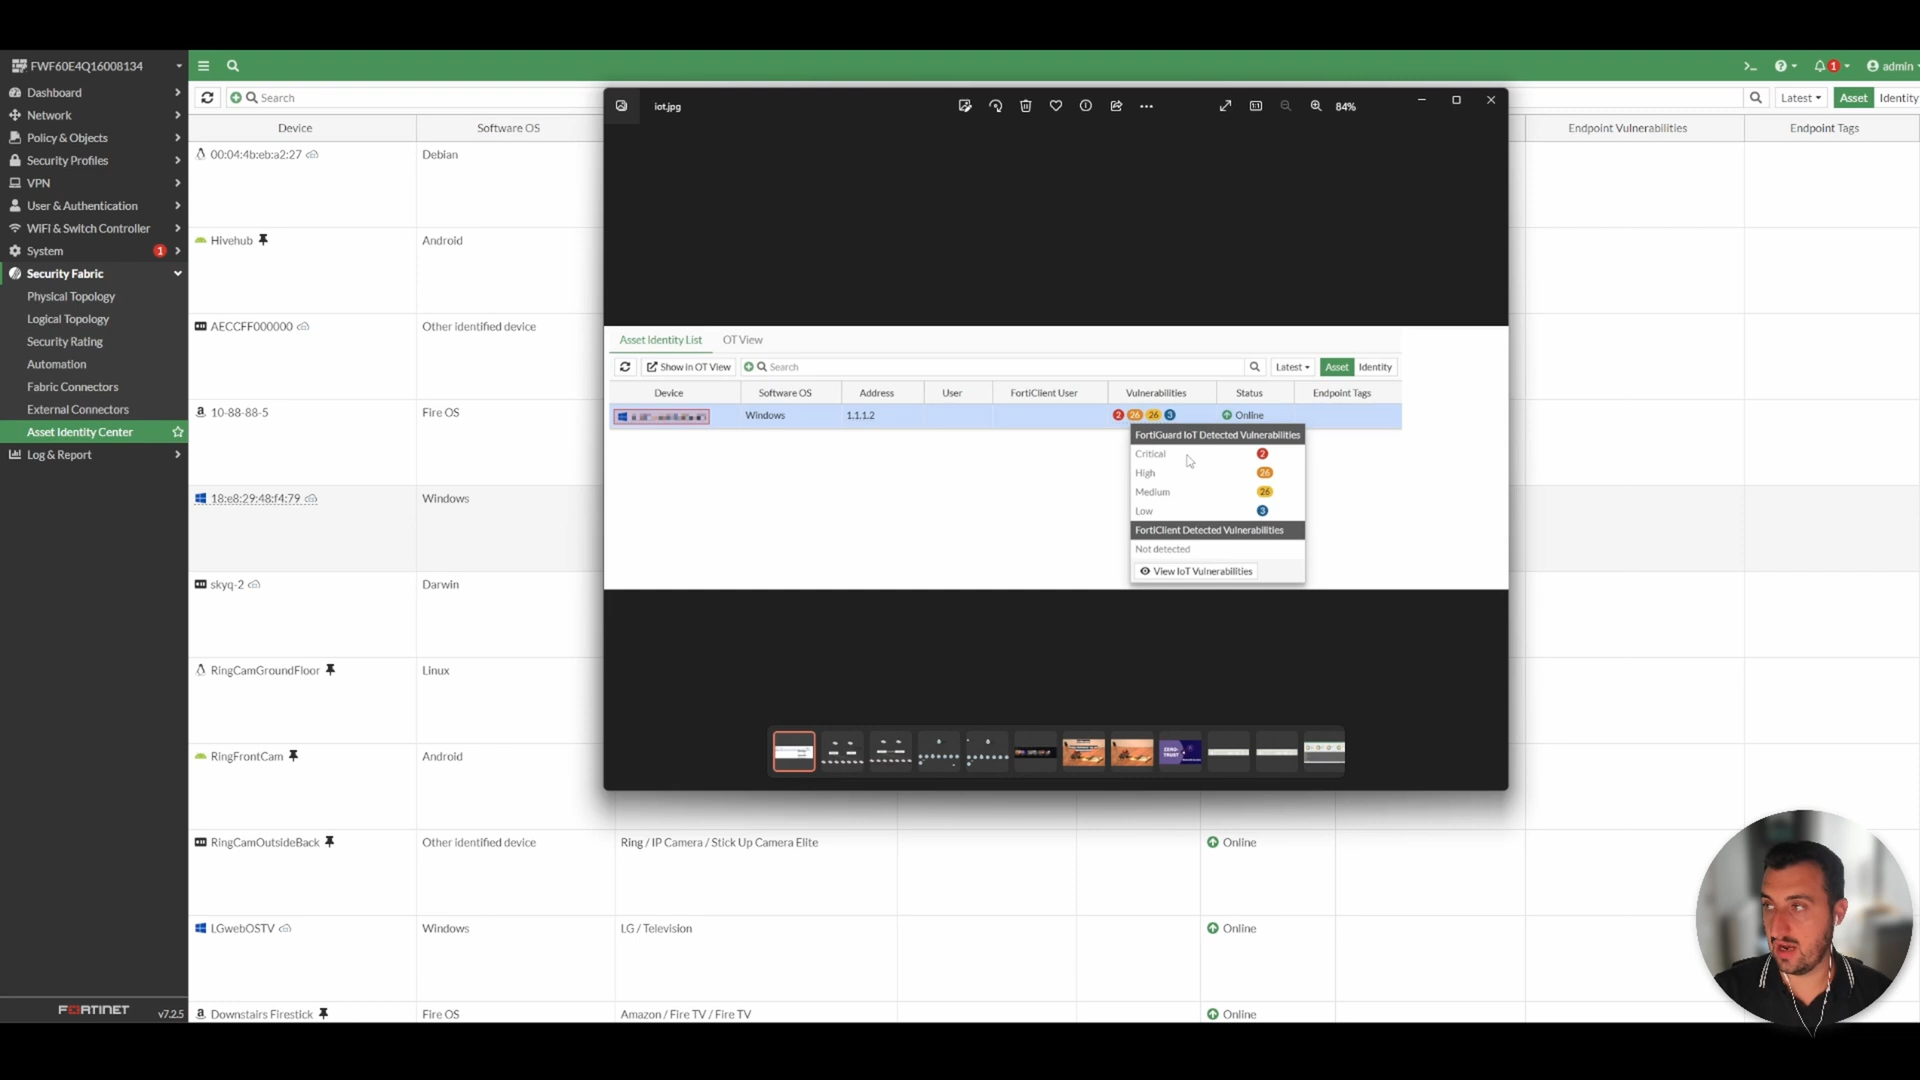 FWF60E4Q16008134
admin
Dashboard
Network
Policy & Objects
Security Profiles
VPN
User & Authentication
WiFi & Switch Controller
System 1
Security Fabric
Physical Topology
Logical Topology
Security Rating
Automation
Fabric Connectors
External Connectors
Asset Identity Center
Log & Report
FORTINET v7.2.5
1
Search
Latest
Asset
Identity
Device
Software OS
Endpoint Vulnerabilities
Endpoint Tags
00:04:4b:eb:a2:27
Debian
Hivehub
Android
AECCFF000000
Other identified device
10-88-88-5
Fire OS
18:e8:29:48:f4:79
Windows
skyq-2
Darwin
RingCamGroundFloor
Linux
RingFrontCam
Android
RingCamOutsideBack
Other identified device
Ring / IP Camera / Stick Up Camera Elite
Online
LGwebOSTV
Windows
LG / Television
Online
Downstairs Firestick
Fire OS
Amazon / Fire TV / Fire TV
Online
iot.jpg
84%
Asset Identity List
OT View
Show in OT View
Search
Latest
Asset
Identity
Device
Software OS
Address
User
FortiClient User
Vulnerabilities
Status
Endpoint Tags
Windows
1.1.1.2
2 26 26 3
Online
FortiGuard IoT Detected Vulnerabilities
Critical 2
High 26
Medium 26
Low 3
FortiClient Detected Vulnerabilities
Not detected
View IoT Vulnerabilities